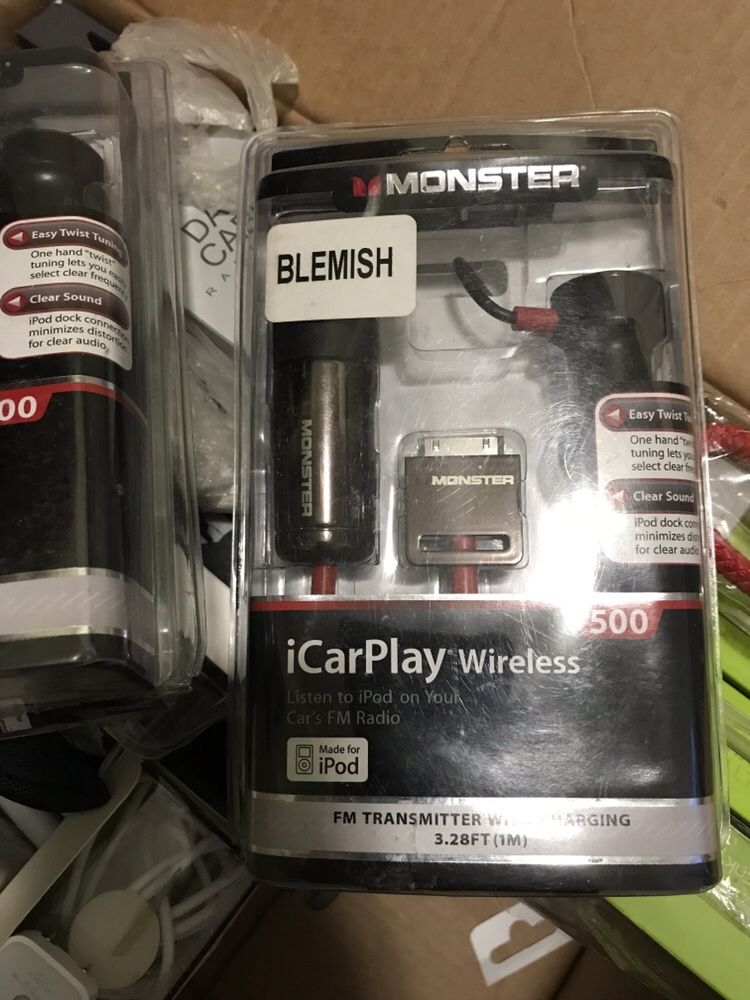 MONSTER
BLEMISH
MONSTER
MONSTER
Easy Twist
One hand
tuning lets you
select clear
Clear Sound
iPod dock
minimizes
for clear audio
500
iCarPlay Wireless
Listen to iPod on Your
Car's FM Radio
Made for
iPod
FM TRANSMITTER CHARGING
3.28FT (1M)
Easy Twist Tuning
One hand "twist"
tuning lets you
select clear
Clear Sound
iPod dock
minimizes distortion
for clear audio
00
CA